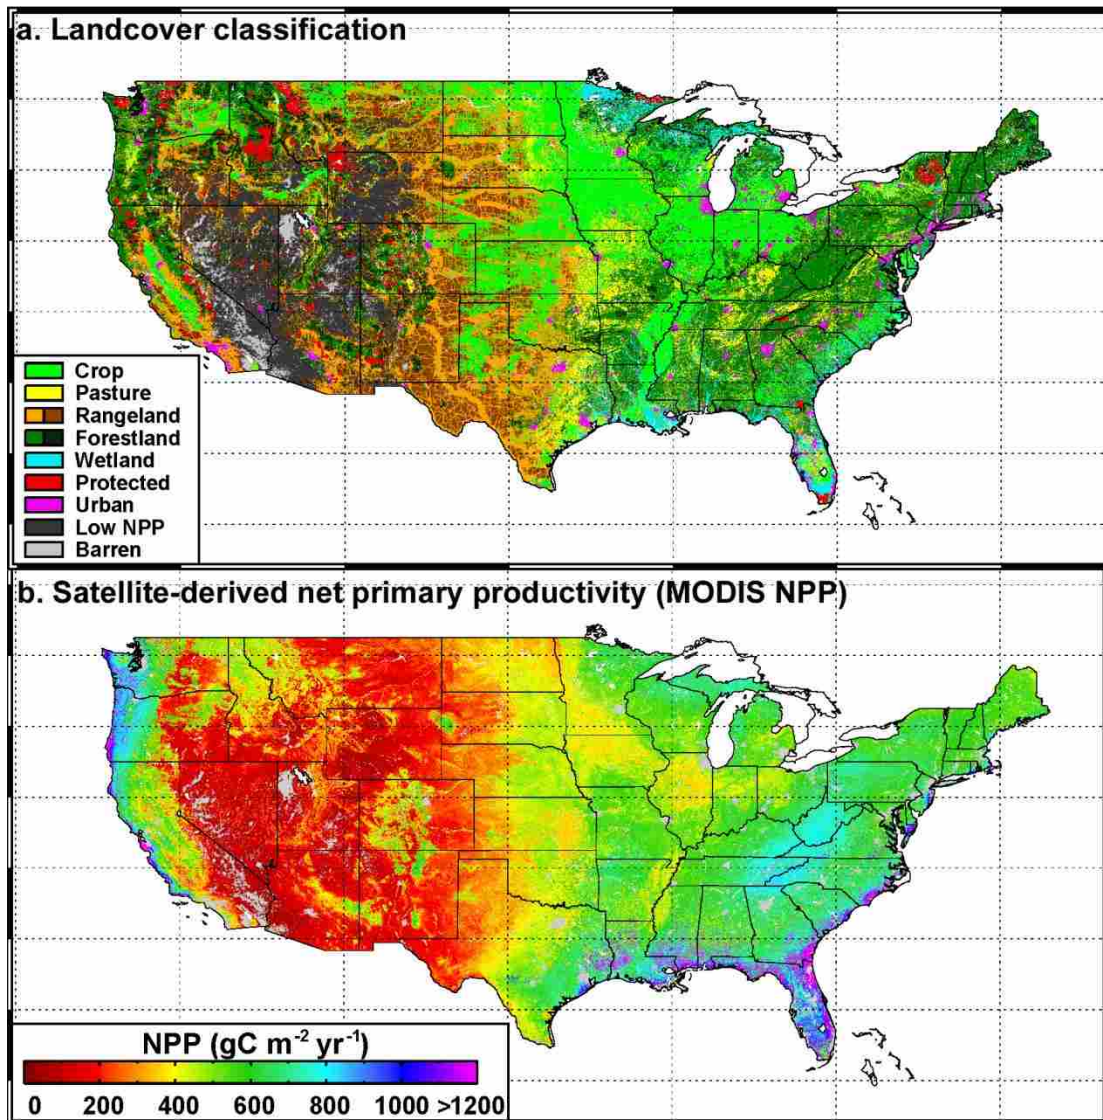 a. Landcover classification
Crop
Pasture
Rangeland
Forestland
Wetland
Protected
Urban
Low NPP
Barren
b. Satellite-derived net primary productivity (MODIS NPP)
NPP (gC m⁻² yr⁻¹)
0 200 400 600 800 1000 >1200